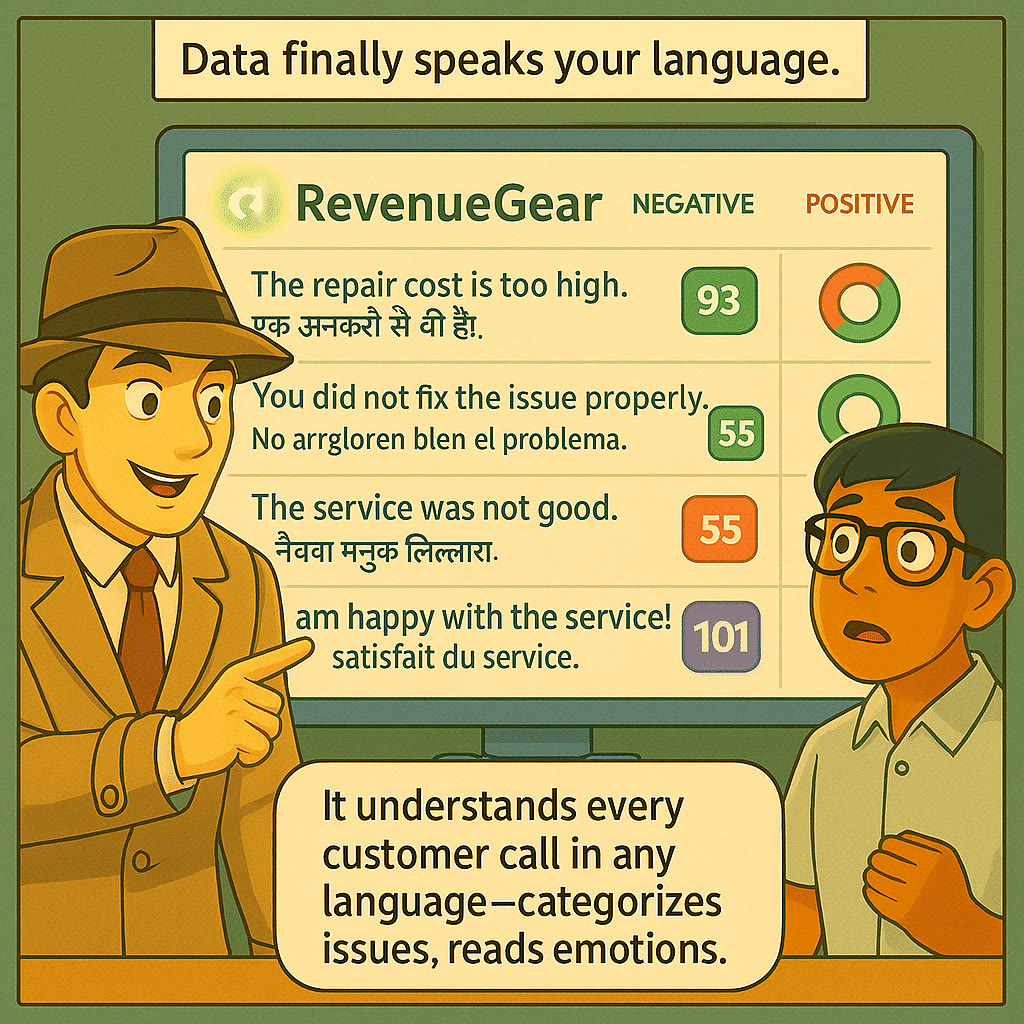 Data finally speaks your language.
RevenueGear NEGATIVE POSITIVE
The repair cost is too high.
एक अनकरौ से वी हैं!.
93
You did not fix the issue properly.
No arrgloren blen el problema.
55
The service was not good.
नैववा मनुक लिल्लारा.
55
am happy with the service!
satisfait du service.
101
It understands every
customer call in any
language—categorizes
issues, reads emotions.